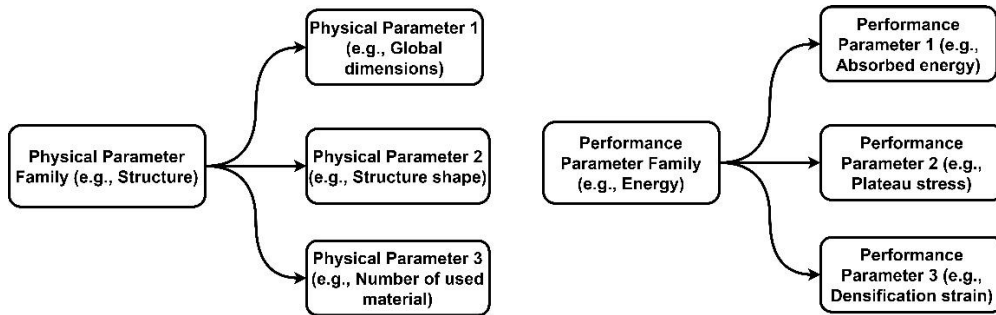 Physical Parameter 1
(e.g., Global
dimensions)
Physical Parameter
Family (e.g., Structure)
Physical Parameter 2
(e.g., Structure shape)
Physical Parameter 3
(e.g., Number of used
material)
Performance
Parameter 1 (e.g.,
Absorbed energy)
Performance
Parameter Family
(e.g., Energy)
Performance
Parameter 2 (e.g.,
Plateau stress)
Performance
Parameter 3 (e.g.,
Densification strain)